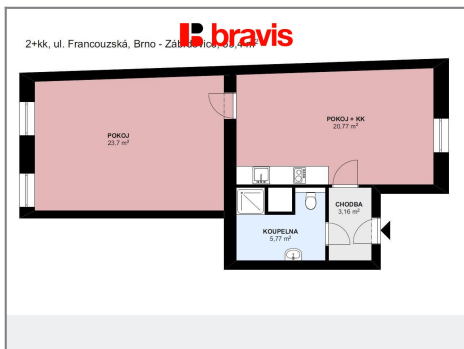 bravis
2+kk, ul. Francouzská, Brno -
POKOJ
23,7 m²
POKOJ + KK
20,77 m²
CHODBA
3,16 m²
KOUPELNA
5,77 m²